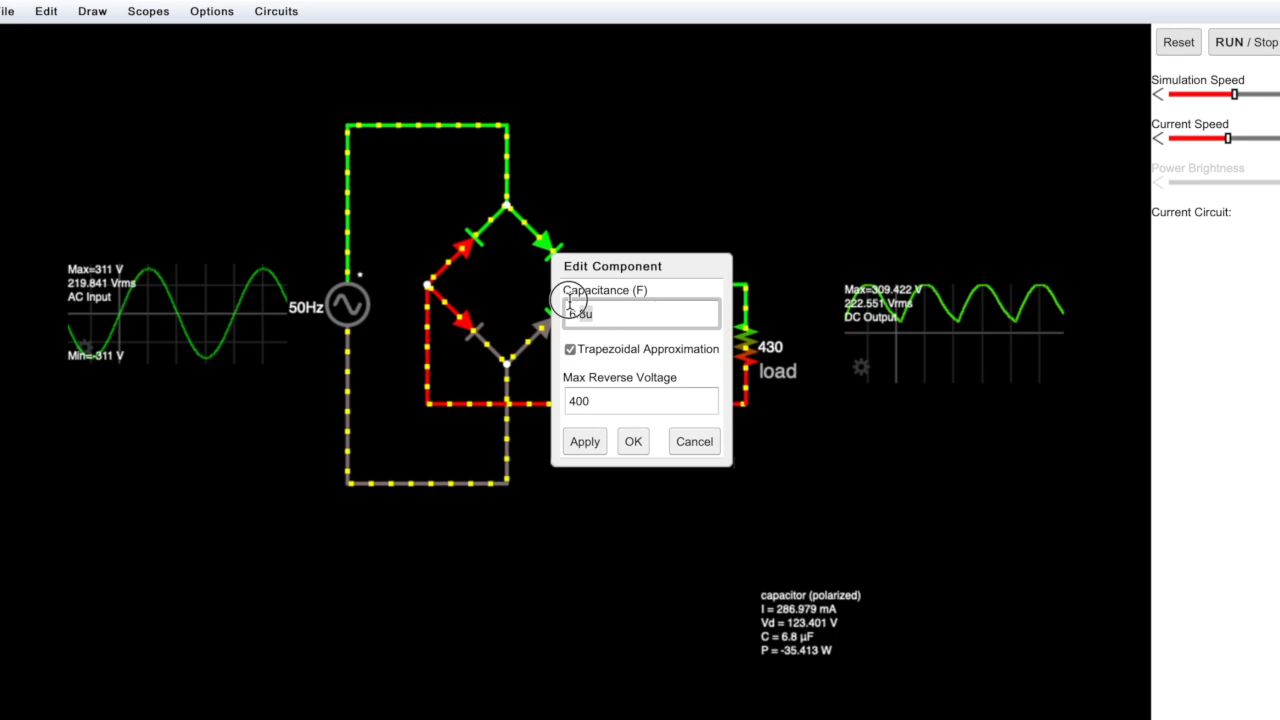 ile Edit Draw Scopes Options Circuits
Reset RUN / Stop
Simulation Speed
Current Speed
Power Brightness
Current Circuit:
Max=311 V
219.841 Vrms
AC Input
Min=-311 V
50Hz
*
Edit Component
Capacitance (F)
6.8u
Trapezoidal Approximation
Max Reverse Voltage
400
Apply OK Cancel
430
load
Max=309.422 V
222.551 Vrms
DC Output
capacitor (polarized)
I = 286.979 mA
Vd = 123.401 V
C = 6.8 µF
P = -35.413 W